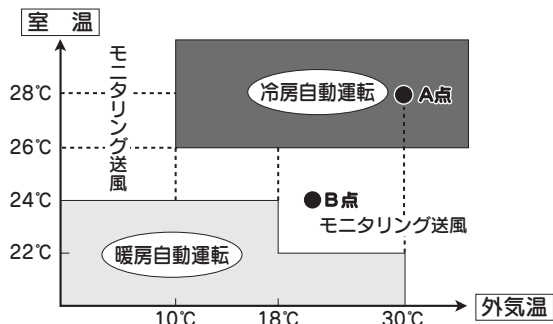 室 温
モニタリング送風
28℃
冷房自動運転
A点
26℃
24℃
B点
モニタリング送風
22℃
暖房自動運転
10℃
18℃
30℃
外気温